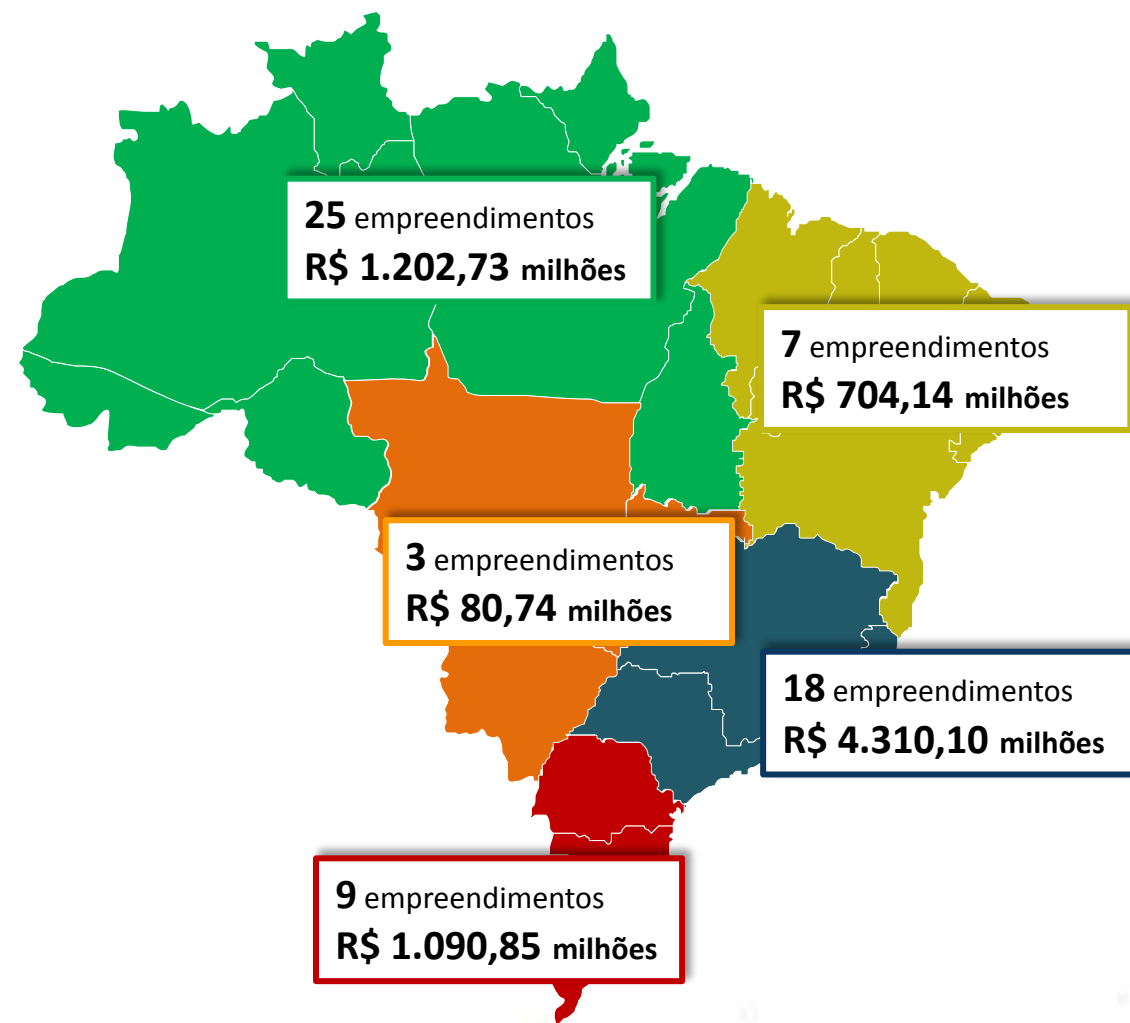 25 empreendimentos
R$ 1.202,73 milhões
7 empreendimentos
R$ 704,14 milhões
3 empreendimentos
R$ 80,74 milhões
18 empreendimentos
R$ 4.310,10 milhões
9 empreendimentos
R$ 1.090,85 milhões